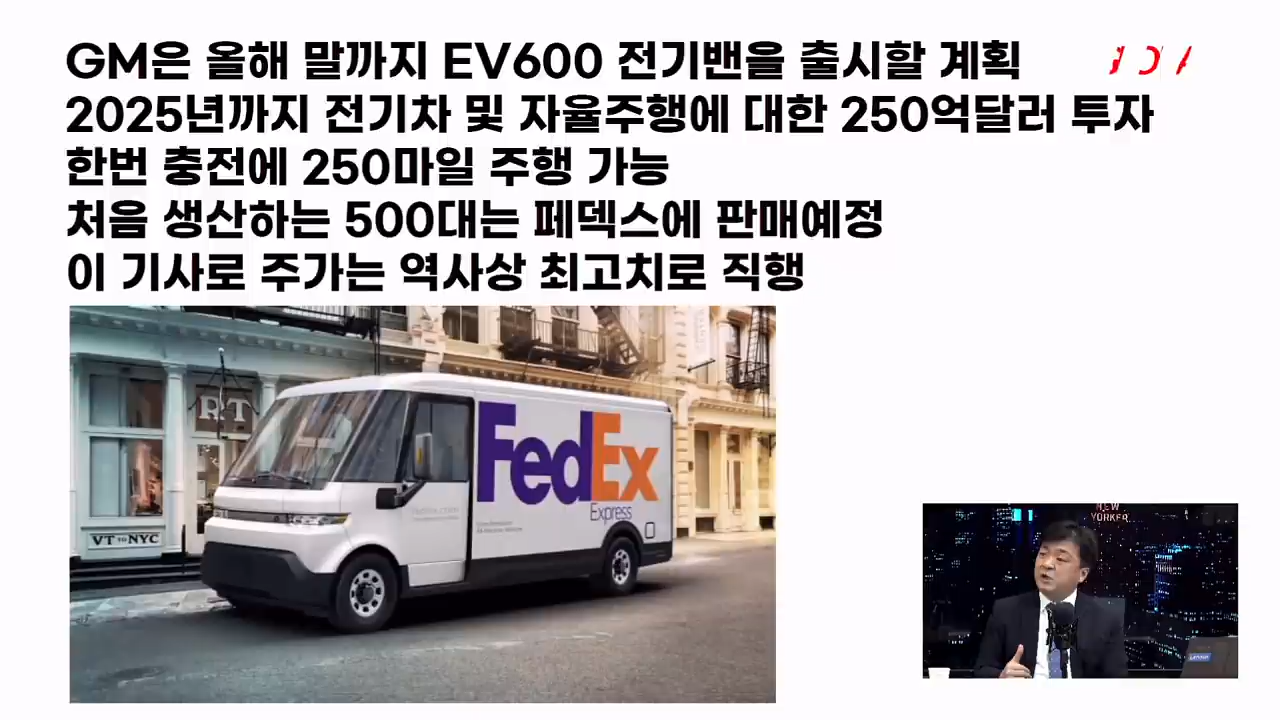 GM은 올해 말까지 EV600 전기밴을 출시할 계획
2025년까지 전기차 및 자율주행에 대한 250억달러 투자
한번 충전에 250마일 주행 가능
처음 생산하는 500대는 페덱스에 판매예정
이 기사로 주가는 역사상 최고치로 직행
RT
FedEx
Express
VT TO NYC
NEW
YORKER
Lenovo